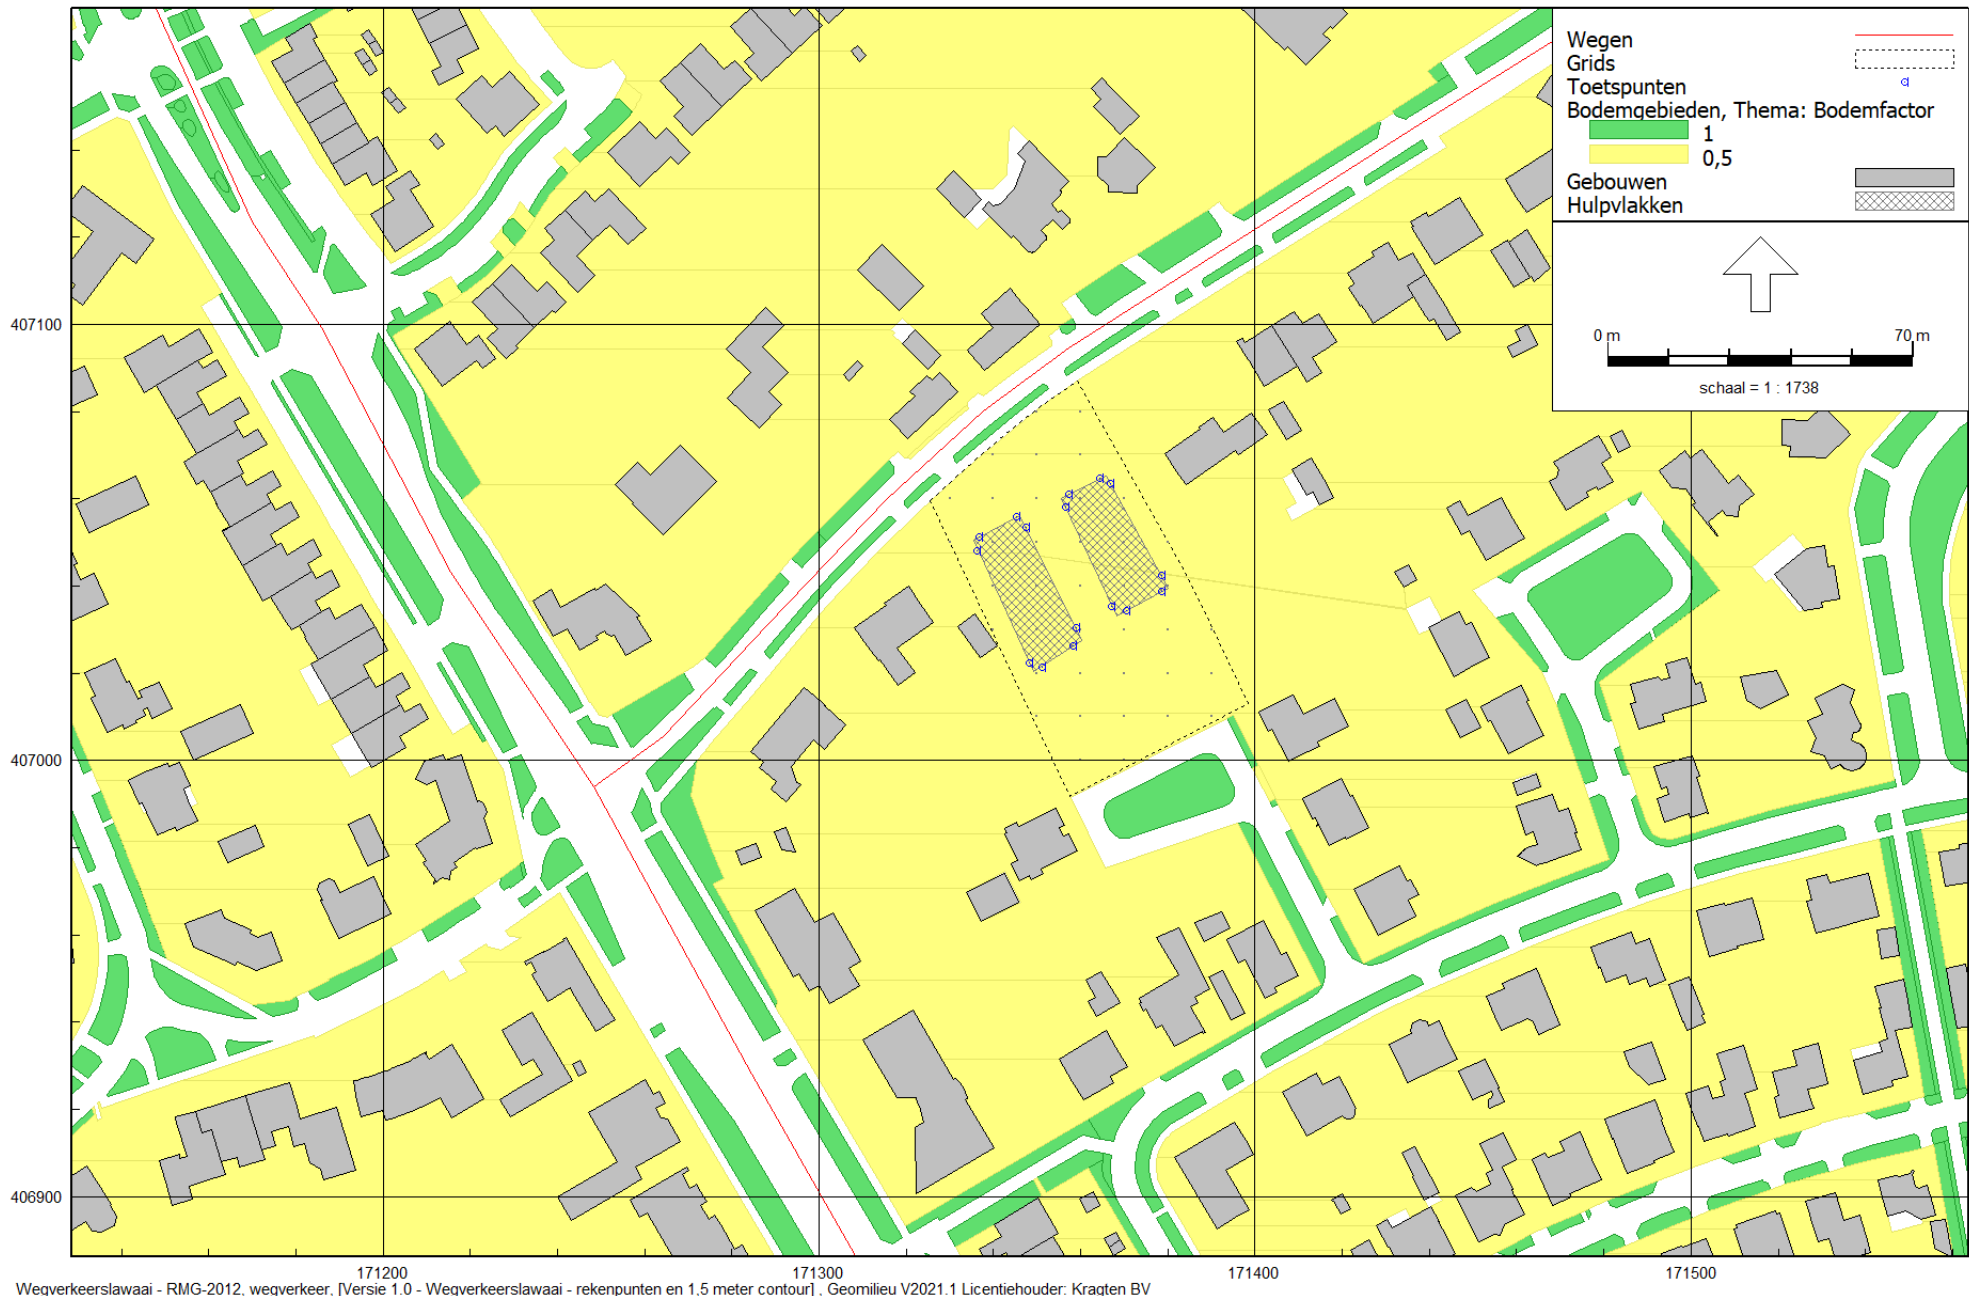 Wegen
Grids
Toetspunten
Bodemgebieden, Thema: Bodemfactor
1
0,5
Gebouwen
Hulpvlakken
0 m 70 m
schaal = 1 : 1738
407100
407000
406900
171200 171300 171400 171500
Wegverkeerslawaai - RMG-2012, wegverkeer, [Versie 1.0 - Wegverkeerslawaai - rekenpunten en 1,5 meter contour] , Geomilieu V2021.1 Licentiehouder: Kragten BV